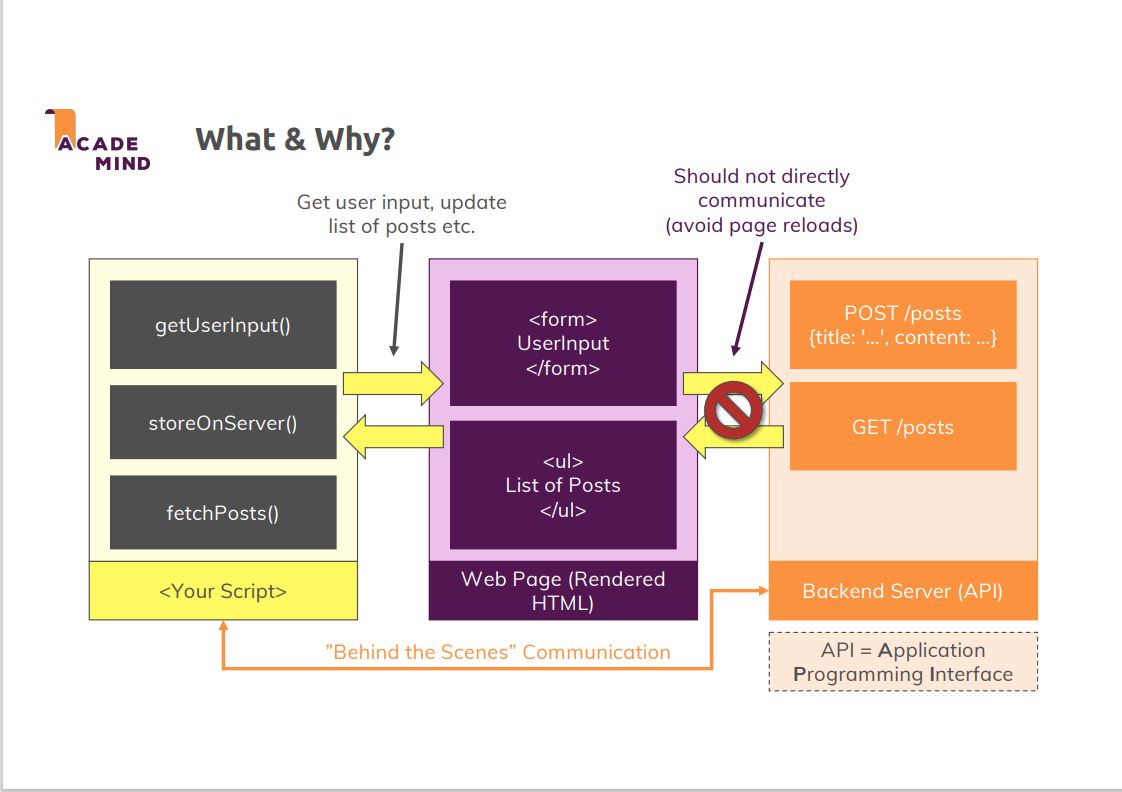 ACADE
MIND
What & Why?
Get user input, update
list of posts etc.
Should not directly
communicate
(avoid page reloads)
getUserInput()
storeOnServer()
fetchPosts()
<Your Script>
<form>
UserInput
</form>
<ul>
List of Posts
</ul>
Web Page (Rendered
HTML)
POST /posts
{title: '...', content: ...}
GET /posts
Backend Server (API)
”Behind the Scenes” Communication
API = Application
Programming Interface